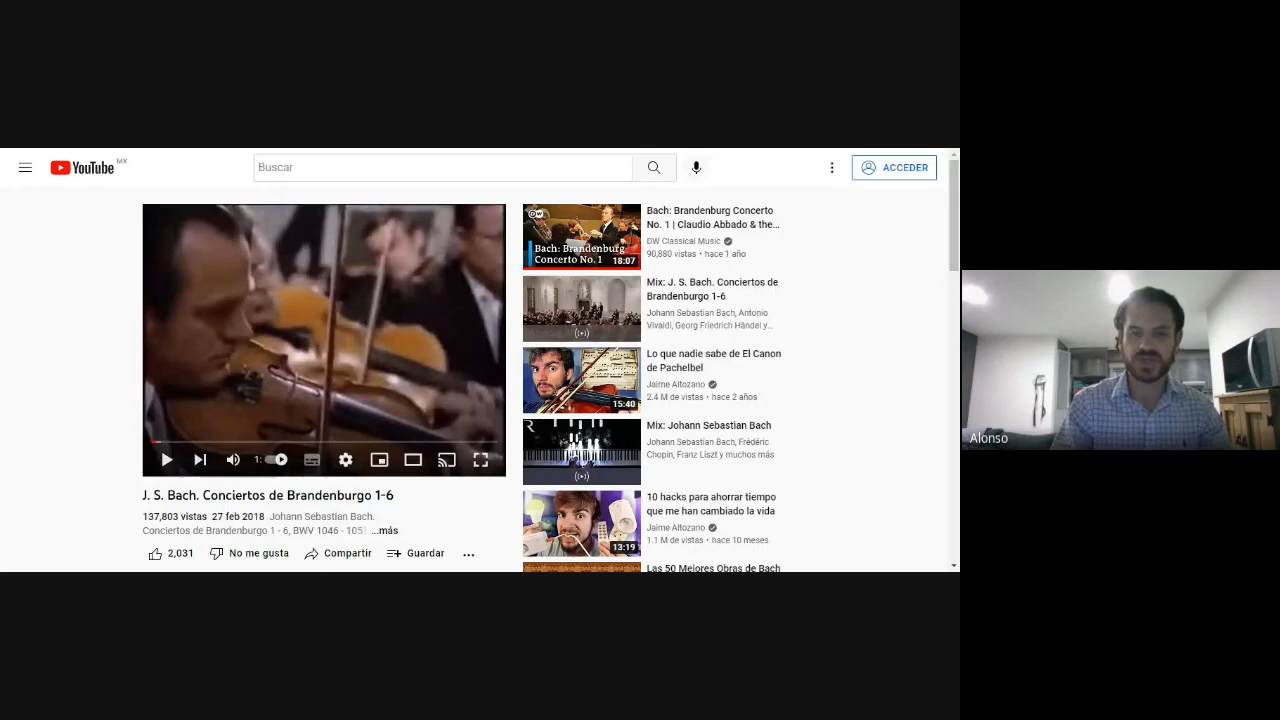 YouTube MX
Buscar
ACCEDER
Bach: Brandenburg
Concerto No. 1
18:07
Bach: Brandenburg Concerto
No. 1 | Claudio Abbado & the...
DW Classical Music
90,880 vistas • hace 1 año
Mix: J. S. Bach. Conciertos de
Brandenburgo 1-6
Johann Sebastian Bach, Antonio
Vivaldi, Georg Friedrich Händel y...
Lo que nadie sabe de El Canon
de Pachelbel
Jaime Altozano
2.4 M de vistas • hace 2 años
15:40
Mix: Johann Sebastian Bach
Johann Sebastian Bach, Frédéric
Chopin, Franz Liszt y muchos más
10 hacks para ahorrar tiempo
que me han cambiado la vida
Jaime Altozano
1.1 M de vistas • hace 10 meses
13:19
Las 50 Mejores Obras de Bach
J. S. Bach. Conciertos de Brandenburgo 1-6
137,803 vistas 27 feb 2018 Johann Sebastian Bach.
Conciertos de Brandenburgo 1 - 6, BWV 1046 - 1051 ...más
2,031 No me gusta Compartir Guardar
Alonso